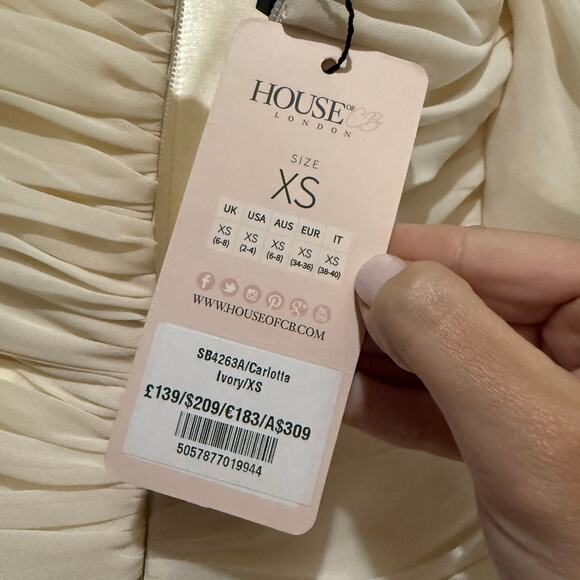 HOUSE OF CB
LONDON
SIZE
XS
UK USA AUS EUR IT
XS XS XS XS XS
(6-8) (2-4) (6-8) (34-36) (38-40)
WWW.HOUSEOFCB.COM
SB4263A/Carlotta
Ivory/XS
£139/$209/€183/A$309
5057877019944